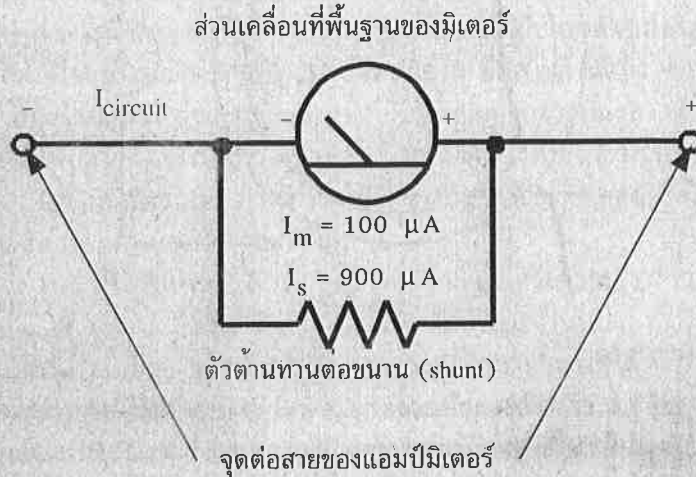 ส่วนเคลื่อนที่พื้นฐานของมิเตอร์
- I circuit - + +
I m = 100 µA
I s = 900 µA
ตัวต้านทานต่อขนาน (shunt)
จุดต่อสายของแอมป์มิเตอร์